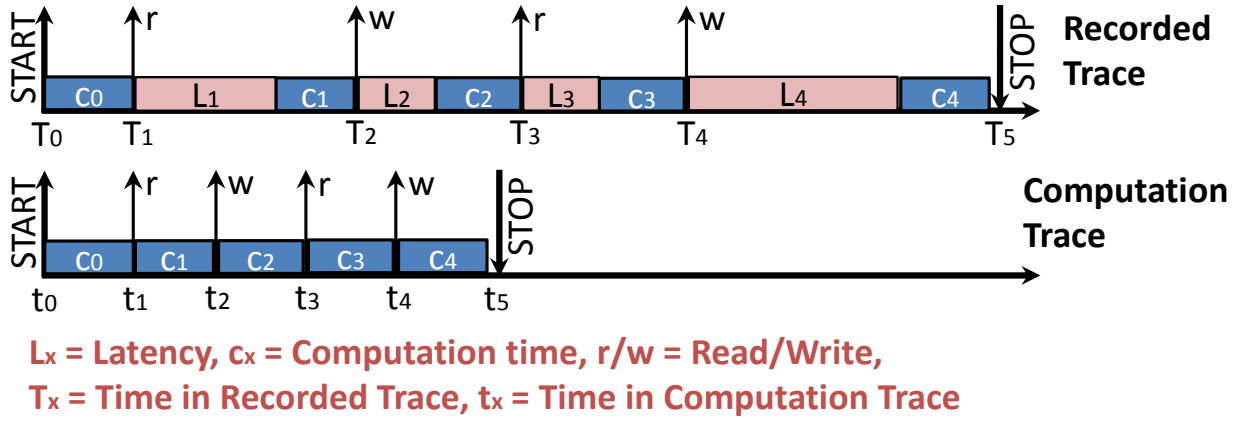 START r w r w STOP Recorded
Trace
c0 L1 c1 L2 c2 L3 c3 L4 c4
T0 T1 T2 T3 T4 T5
START r w r w STOP Computation
Trace
c0 c1 c2 c3 c4
t0 t1 t2 t3 t4 t5
Lx = Latency, cx = Computation time, r/w = Read/Write,
Tx = Time in Recorded Trace, tx = Time in Computation Trace